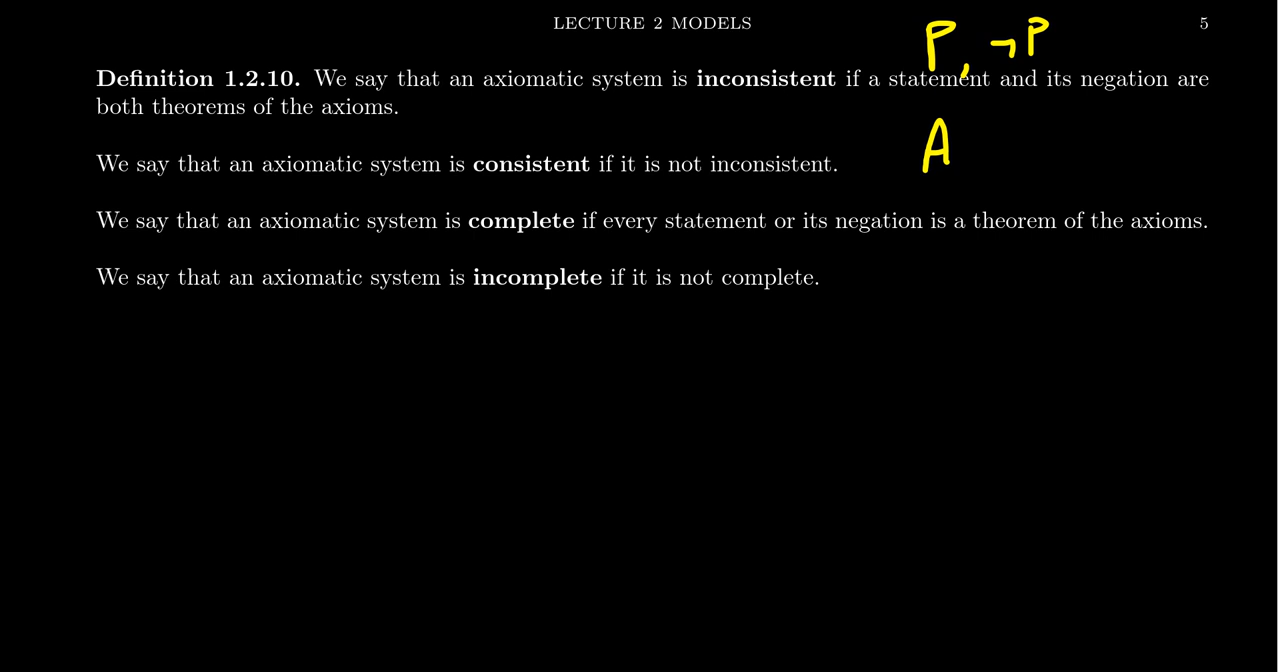 LECTURE 2 MODELS 5
P, ¬P
Definition 1.2.10. We say that an axiomatic system is inconsistent if a statement and its negation are
both theorems of the axioms.
A
We say that an axiomatic system is consistent if it is not inconsistent.
We say that an axiomatic system is complete if every statement or its negation is a theorem of the axioms.
We say that an axiomatic system is incomplete if it is not complete.